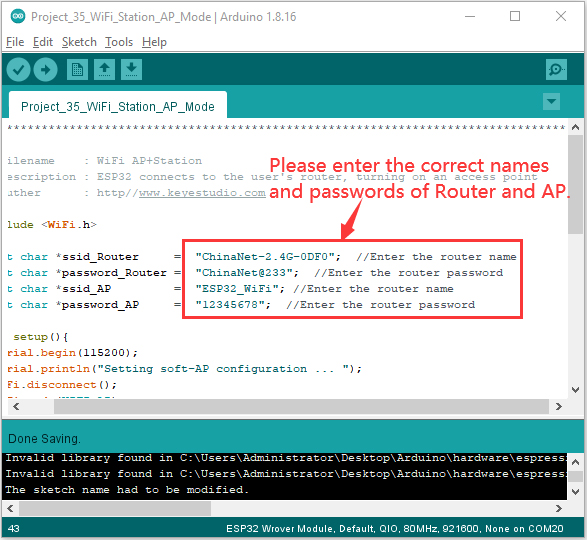 Project_35_WiFi_Station_AP_Mode | Arduino 1.8.16
File Edit Sketch Tools Help
Project_35_WiFi_Station_AP_Mode
ilename : WiFi AP+Station
escription : ESP32 connects to the user's router, turning on an access point
uther : http//www.keyestudio.com
Please enter the correct names
and passwords of Router and AP.
lude <WiFi.h>
t char *ssid_Router = "ChinaNet-2.4G-0DF0"; //Enter the router name
t char *password_Router = "ChinaNet@233"; //Enter the router password
t char *ssid_AP = "ESP32_WiFi"; //Enter the router name
t char *password_AP = "12345678"; //Enter the router password
setup(){
rial.begin(115200);
rial.println("Setting soft-AP configuration ... ");
Fi.disconnect();
Done Saving.
Invalid library found in C:\Users\Administrator\Desktop\Arduino\hardware\espress
Invalid library found in C:\Users\Administrator\Desktop\Arduino\hardware\espress
The sketch name had to be modified.
43 ESP32 Wrover Module, Default, QIO, 80MHz, 921600, None on COM20